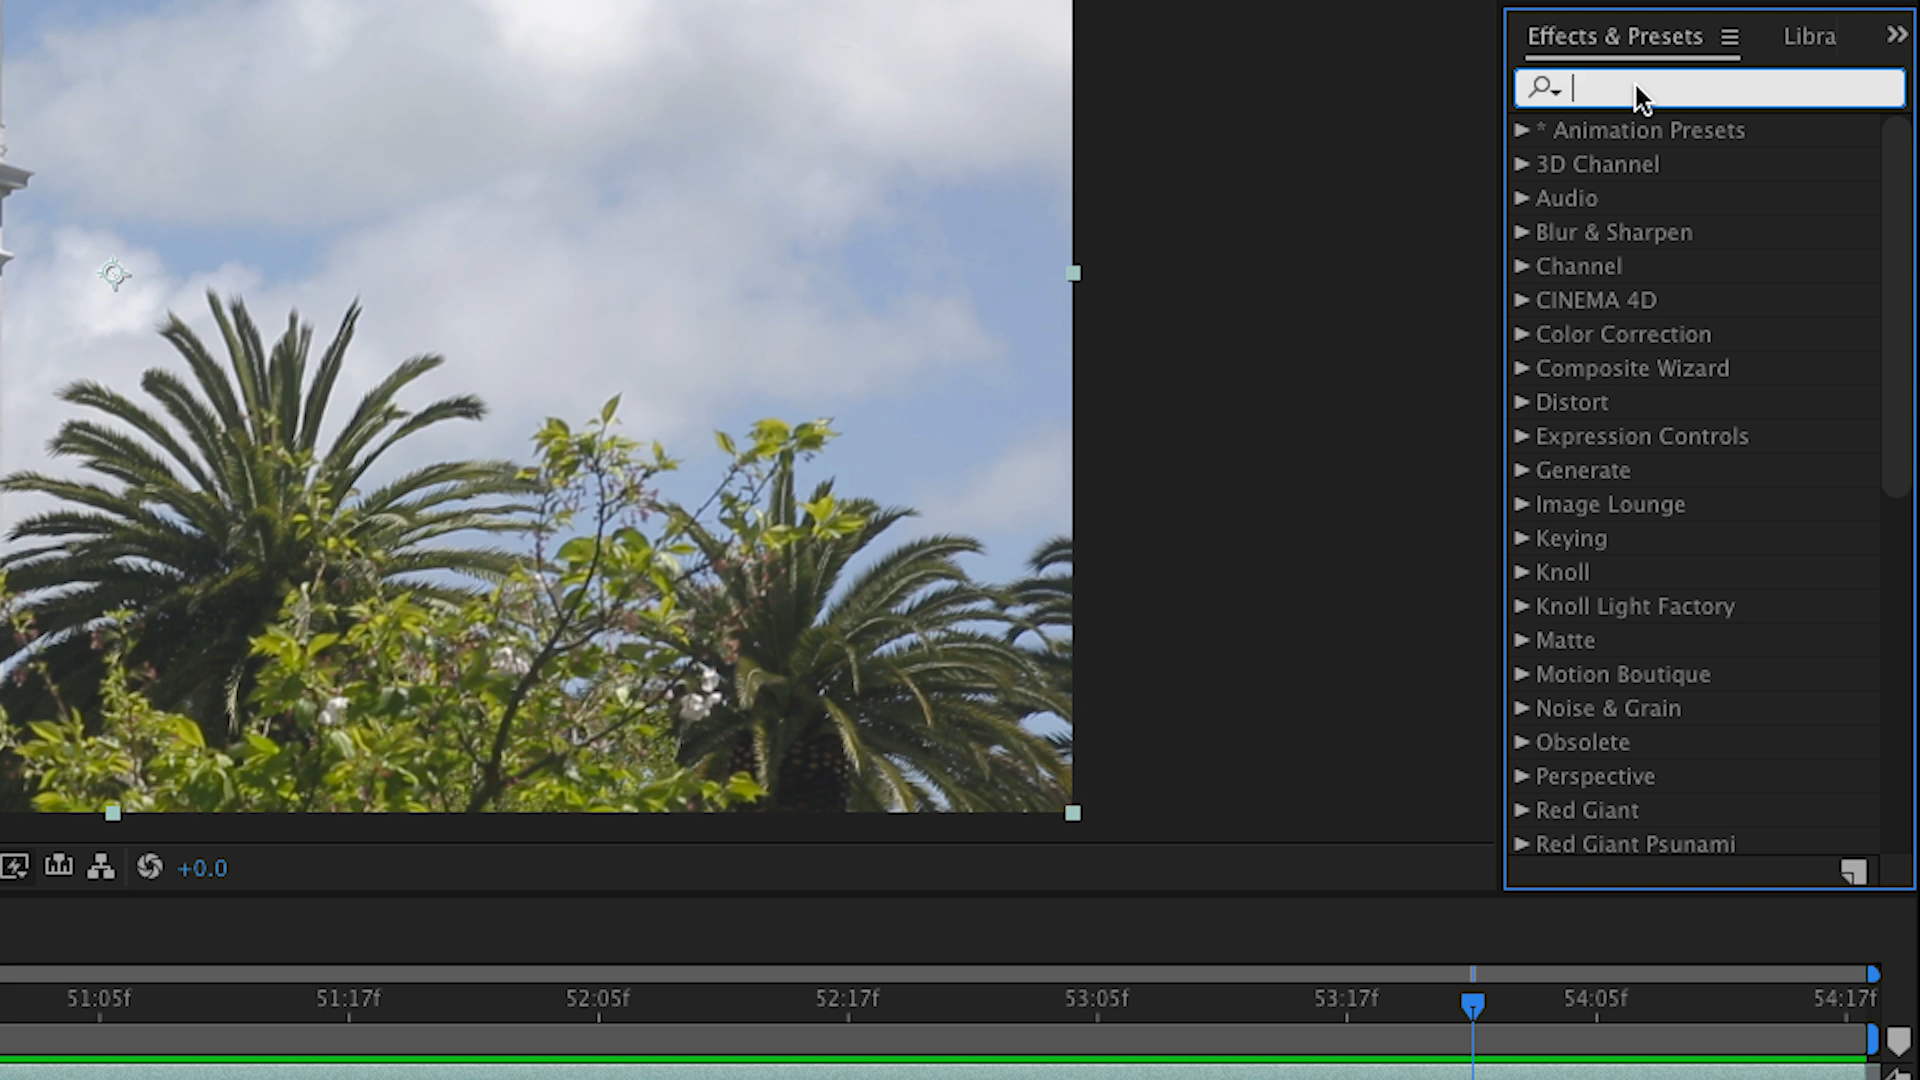 Effects & Presets
Libra
* Animation Presets
3D Channel
Audio
Blur & Sharpen
Channel
CINEMA 4D
Color Correction
Composite Wizard
Distort
Expression Controls
Generate
Image Lounge
Keying
Knoll
Knoll Light Factory
Matte
Motion Boutique
Noise & Grain
Obsolete
Perspective
Red Giant
Red Giant Psunami
+0.0
51:05f 51:17f 52:05f 52:17f 53:05f 53:17f 54:05f 54:17f